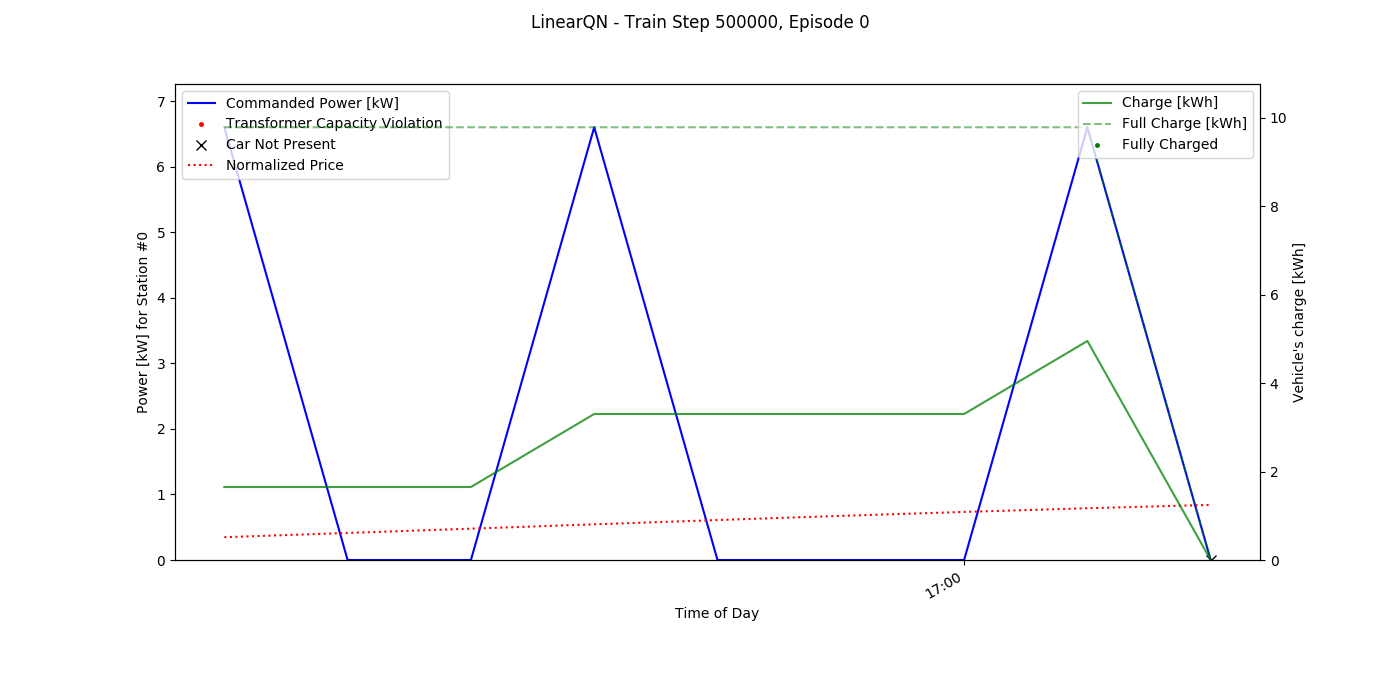 LinearQN - Train Step 500000, Episode 0
Commanded Power [kW]
Transformer Capacity Violation
Car Not Present
Normalized Price
Charge [kWh]
Full Charge [kWh]
Fully Charged
7
6
5
4
3
2
1
0
Power [kW] for Station #0
10
8
6
4
2
0
Vehicle's charge [kWh]
17:00
Time of Day